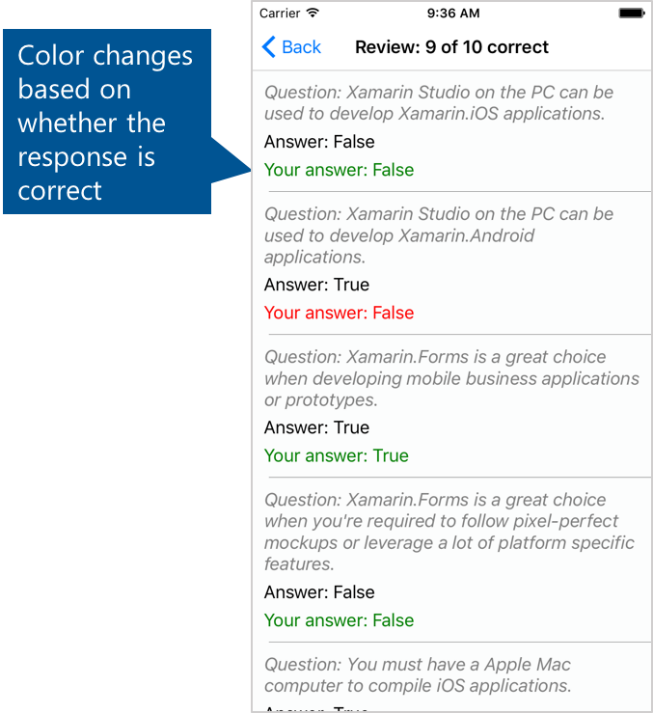 Carrier
9:36 AM
Back
Review: 9 of 10 correct
Color changes
based on
whether the
response is
correct
Question: Xamarin Studio on the PC can be
used to develop Xamarin.iOS applications.
Answer: False
Your answer: False
Question: Xamarin Studio on the PC can be
used to develop Xamarin.Android
applications.
Answer: True
Your answer: False
Question: Xamarin.Forms is a great choice
when developing mobile business applications
or prototypes.
Answer: True
Your answer: True
Question: Xamarin.Forms is a great choice
when you're required to follow pixel-perfect
mockups or leverage a lot of platform specific
features.
Answer: False
Your answer: False
Question: You must have a Apple Mac
computer to compile iOS applications.
Answer: True